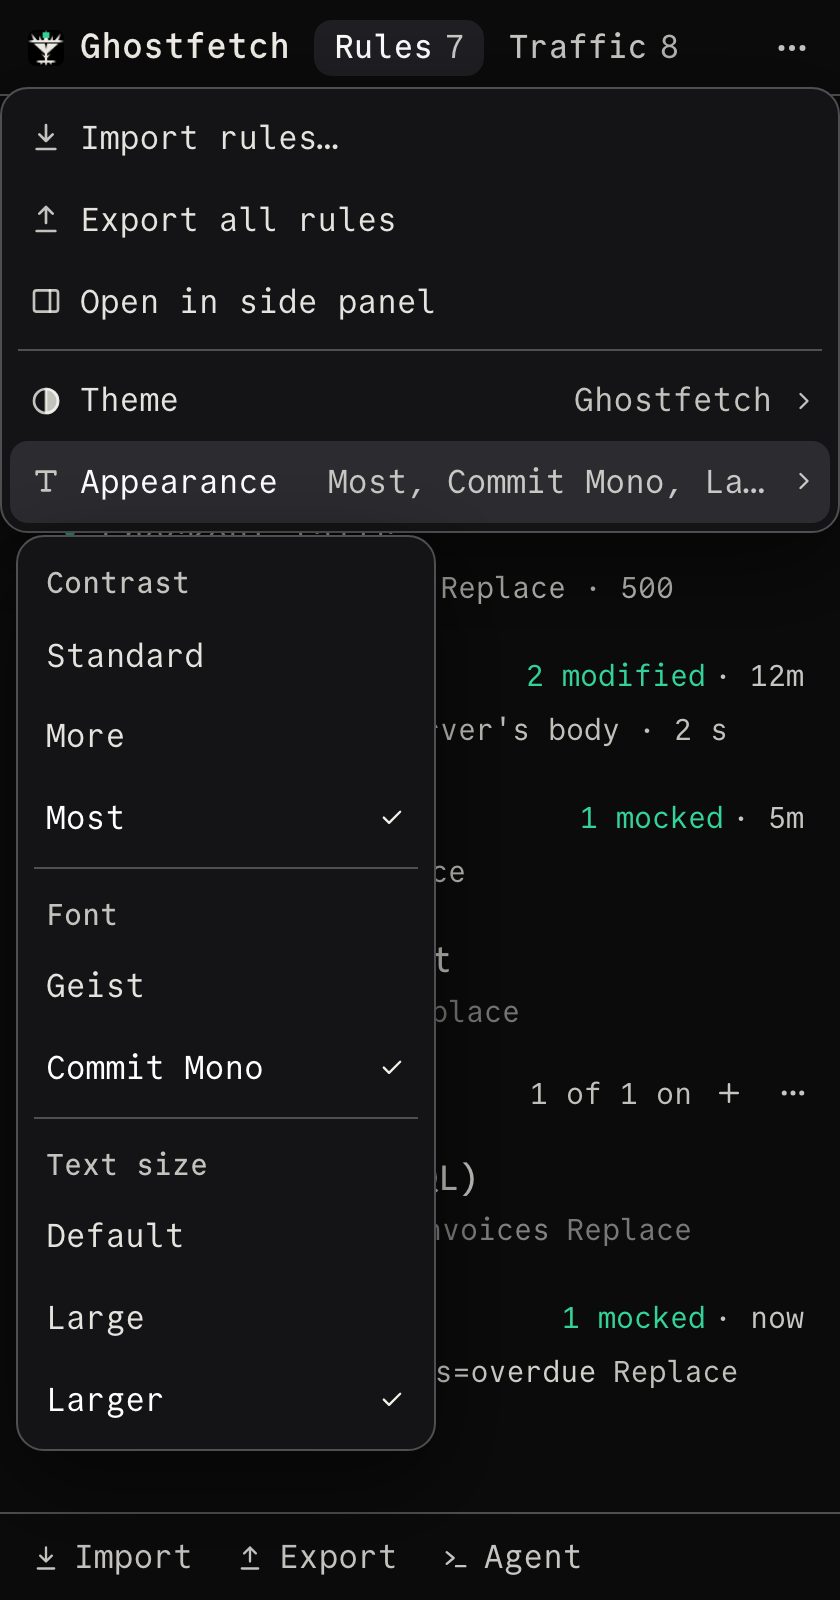 Ghostfetch Rules 7 Traffic 8
Import rules…
Export all rules
Open in side panel
Theme Ghostfetch
Appearance Most, Commit Mono, La…
Contrast
Replace · 500
Standard
2 modified · 12m
More
ver's body · 2 s
Most
1 mocked · 5m
ce
Font
t
Geist
place
Commit Mono
1 of 1 on
Text size
L)
Default
nvoices Replace
Large
1 mocked · now
s=overdue Replace
Larger
Import Export Agent